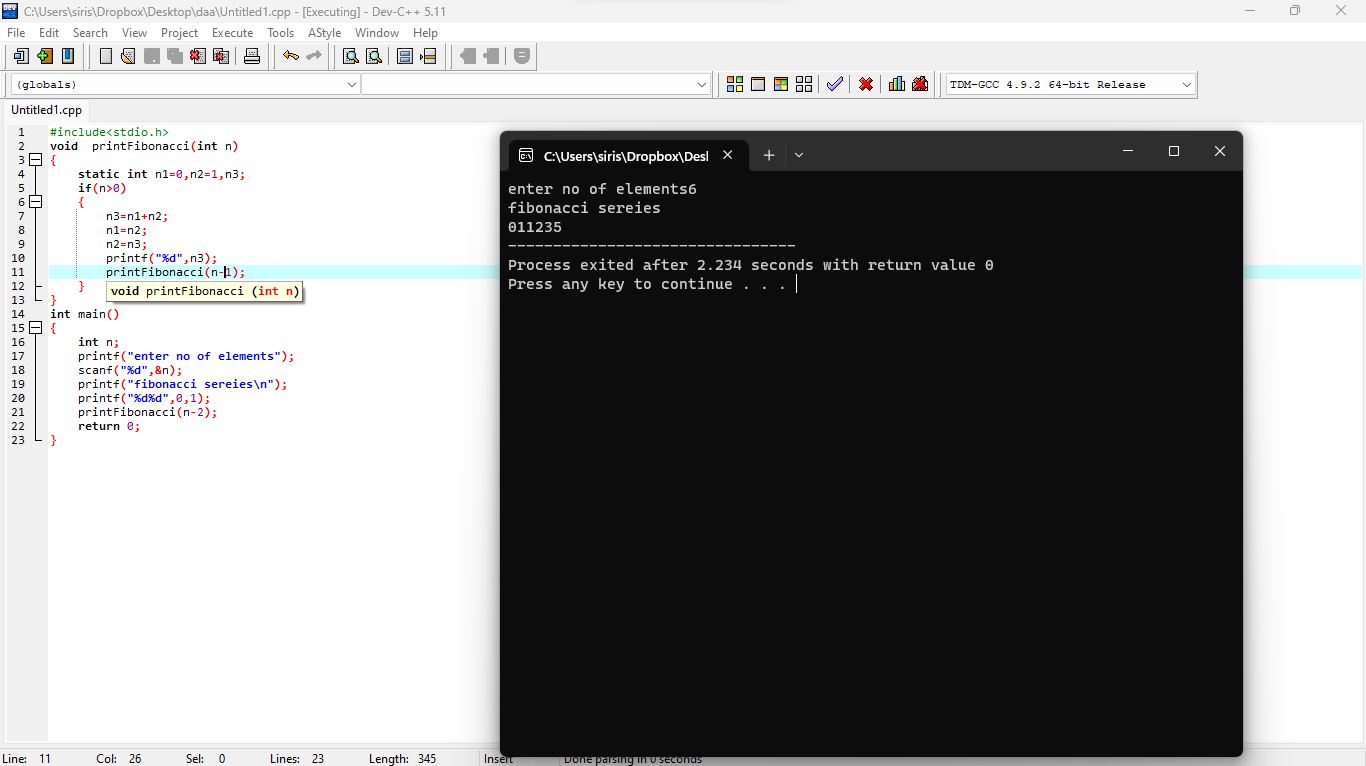 C:\Users\siris\Dropbox\Desktop\daa\Untitled1.cpp - [Executing] - Dev-C++ 5.11
File Edit Search View Project Execute Tools AStyle Window Help
(globals)
TDM-GCC 4.9.2 64-bit Release
Untitled1.cpp
1 #include<stdio.h>
2 void  printFibonacci(int n)
3 {
4     static int n1=0,n2=1,n3;
5     if(n>0)
6     {
7         n3=n1+n2;
8         n1=n2;
9         n2=n3;
10         printf("%d",n3);
11         printFibonacci(n-1);
12     }
void printFibonacci (int n)
13 }
14 int main()
15 {
16     int n;
17     printf("enter no of elements");
18     scanf("%d",&n);
19     printf("fibonacci sereies\n");
20     printf("%d%d",0,1);
21     printFibonacci(n-2);
22     return 0;
23 }
C:\Users\siris\Dropbox\Desl
enter no of elements6
fibonacci sereies
011235
--------------------------------
Process exited after 2.234 seconds with return value 0
Press any key to continue . . .
Line: 11 Col: 26 Sel: 0 Lines: 23 Length: 345 Insert Done parsing in 0 seconds